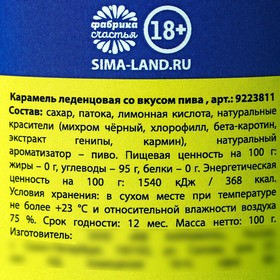 фабрика
счастья
18+
SIMA-LAND.RU
Карамель леденцовая со вкусом пива , арт.: 9223811
Состав: сахар, патока, лимонная кислота, натуральные
красители (михром чёрный, хлорофилл, бета-каротин,
экстракт генипы, кармин), натуральный
ароматизатор – пиво. Пищевая ценность на 100 г:
жиры - 0 г, углеводы – 95 г, белки – 0 г. Энергетическая
ценность на 100 г: 1540 кДж / 368 ккал.
Условия хранения: в сухом месте при температуре
не более +23 °С и относительной влажности воздуха
75 %. Срок годности: 12 мес. Масса нетто: 100 г.
Изготовитель: